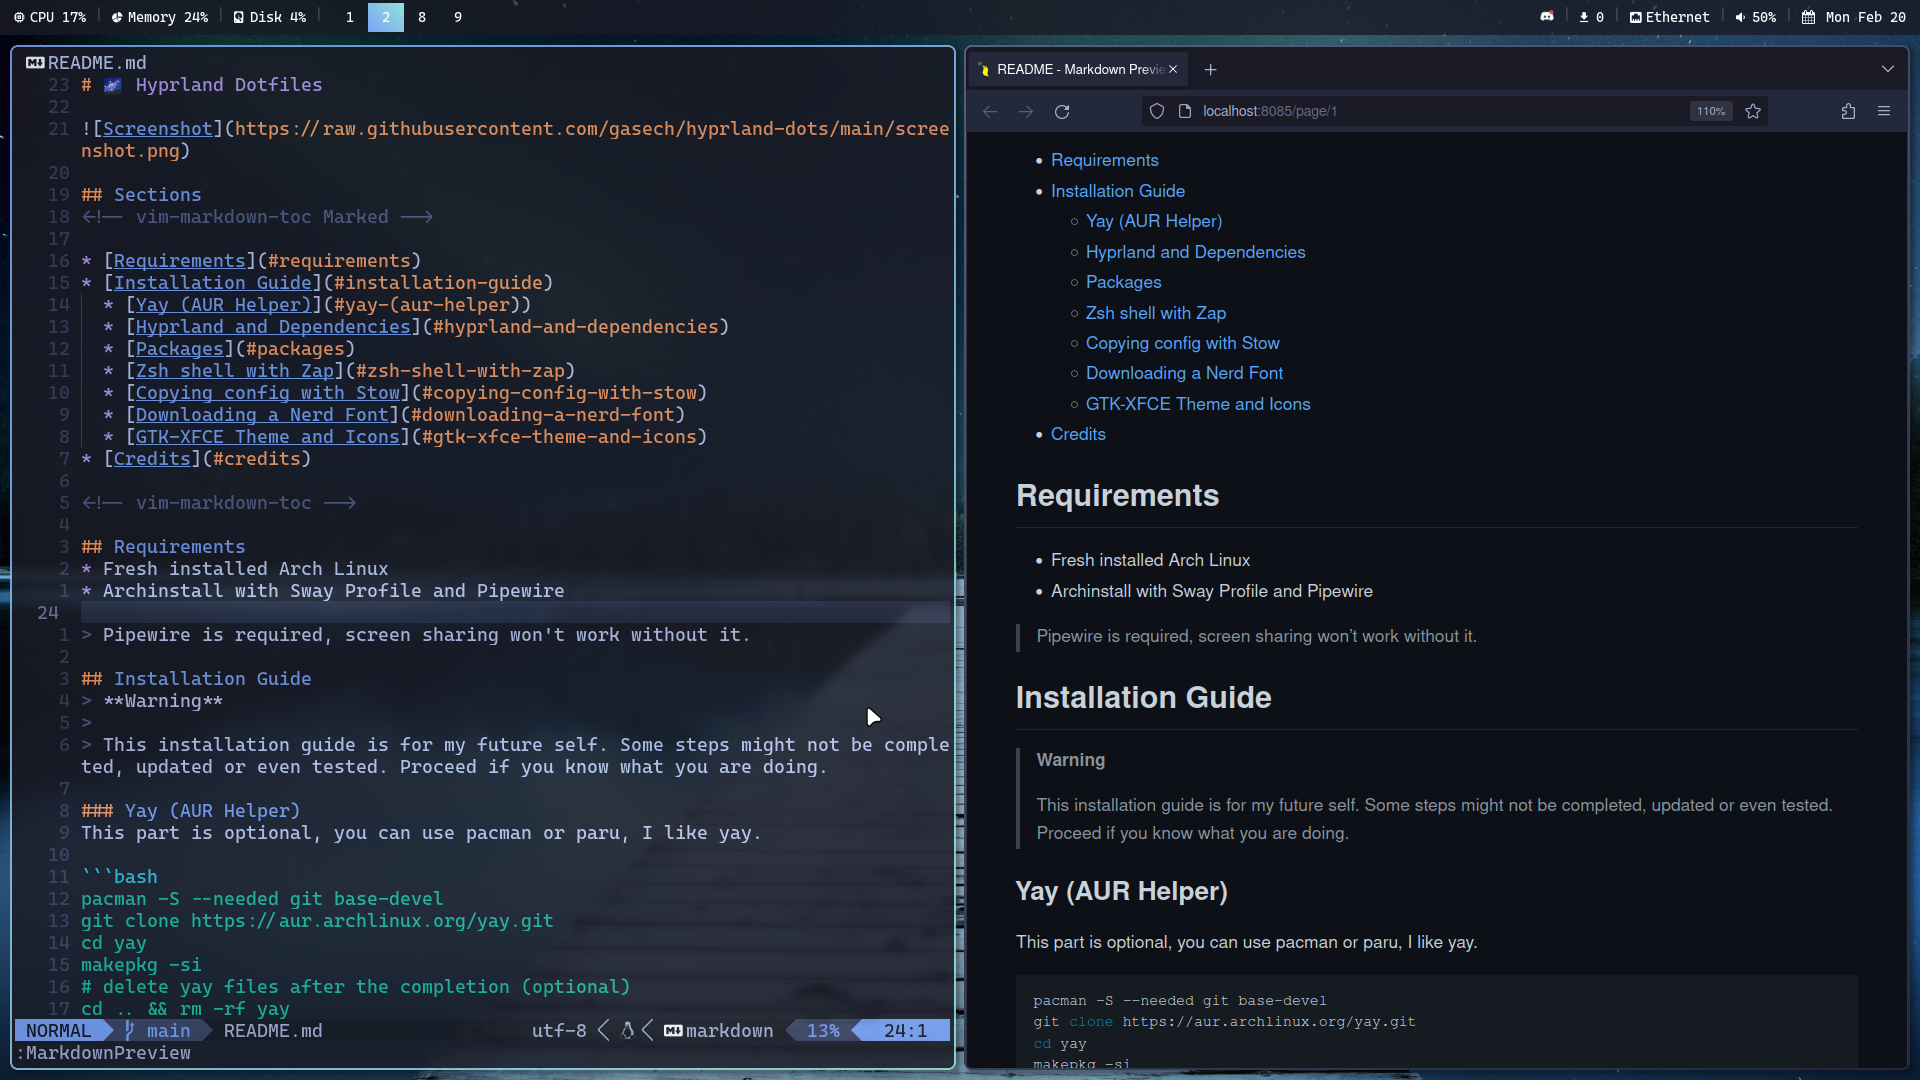 CPU 17% Memory 24% Disk 4% 1 2 8 9 0 Ethernet 50% Mon Feb 20
README.md
23 # 🌌 Hyprland Dotfiles
22
21 ![Screenshot](https://raw.githubusercontent.com/gasech/hyprland-dots/main/scree
nshot.png)
20
19 ## Sections
18 <!-- vim-markdown-toc Marked -->
17
16 * [Requirements](#requirements)
15 * [Installation Guide](#installation-guide)
14 * [Yay (AUR Helper)](#yay-(aur-helper))
13 * [Hyprland and Dependencies](#hyprland-and-dependencies)
12 * [Packages](#packages)
11 * [Zsh shell with Zap](#zsh-shell-with-zap)
10 * [Copying config with Stow](#copying-config-with-stow)
9 * [Downloading a Nerd Font](#downloading-a-nerd-font)
8 * [GTK-XFCE Theme and Icons](#gtk-xfce-theme-and-icons)
7 * [Credits](#credits)
6
5 <!-- vim-markdown-toc -->
4
3 ## Requirements
2 * Fresh installed Arch Linux
1 * Archinstall with Sway Profile and Pipewire
24
1 > Pipewire is required, screen sharing won't work without it.
2
3 ## Installation Guide
4 > **Warning**
5 >
6 > This installation guide is for my future self. Some steps might not be comple
ted, updated or even tested. Proceed if you know what you are doing.
7
8 ### Yay (AUR Helper)
9 This part is optional, you can use pacman or paru, I like yay.
10
11 ```bash
12 pacman -S --needed git base-devel
13 git clone https://aur.archlinux.org/yay.git
14 cd yay
15 makepkg -si
16 # delete yay files after the completion (optional)
17 cd .. && rm -rf yay
NORMAL main README.md utf-8 markdown 13% 24:1
:MarkdownPreview
README - Markdown Previe
localhost:8085/page/1 110%
• Requirements
• Installation Guide
○ Yay (AUR Helper)
○ Hyprland and Dependencies
○ Packages
○ Zsh shell with Zap
○ Copying config with Stow
○ Downloading a Nerd Font
○ GTK-XFCE Theme and Icons
• Credits
Requirements
• Fresh installed Arch Linux
• Archinstall with Sway Profile and Pipewire
Pipewire is required, screen sharing won’t work without it.
Installation Guide
Warning
This installation guide is for my future self. Some steps might not be completed, updated or even tested.
Proceed if you know what you are doing.
Yay (AUR Helper)
This part is optional, you can use pacman or paru, I like yay.
pacman -S --needed git base-devel
git clone https://aur.archlinux.org/yay.git
cd yay
makepkg -si